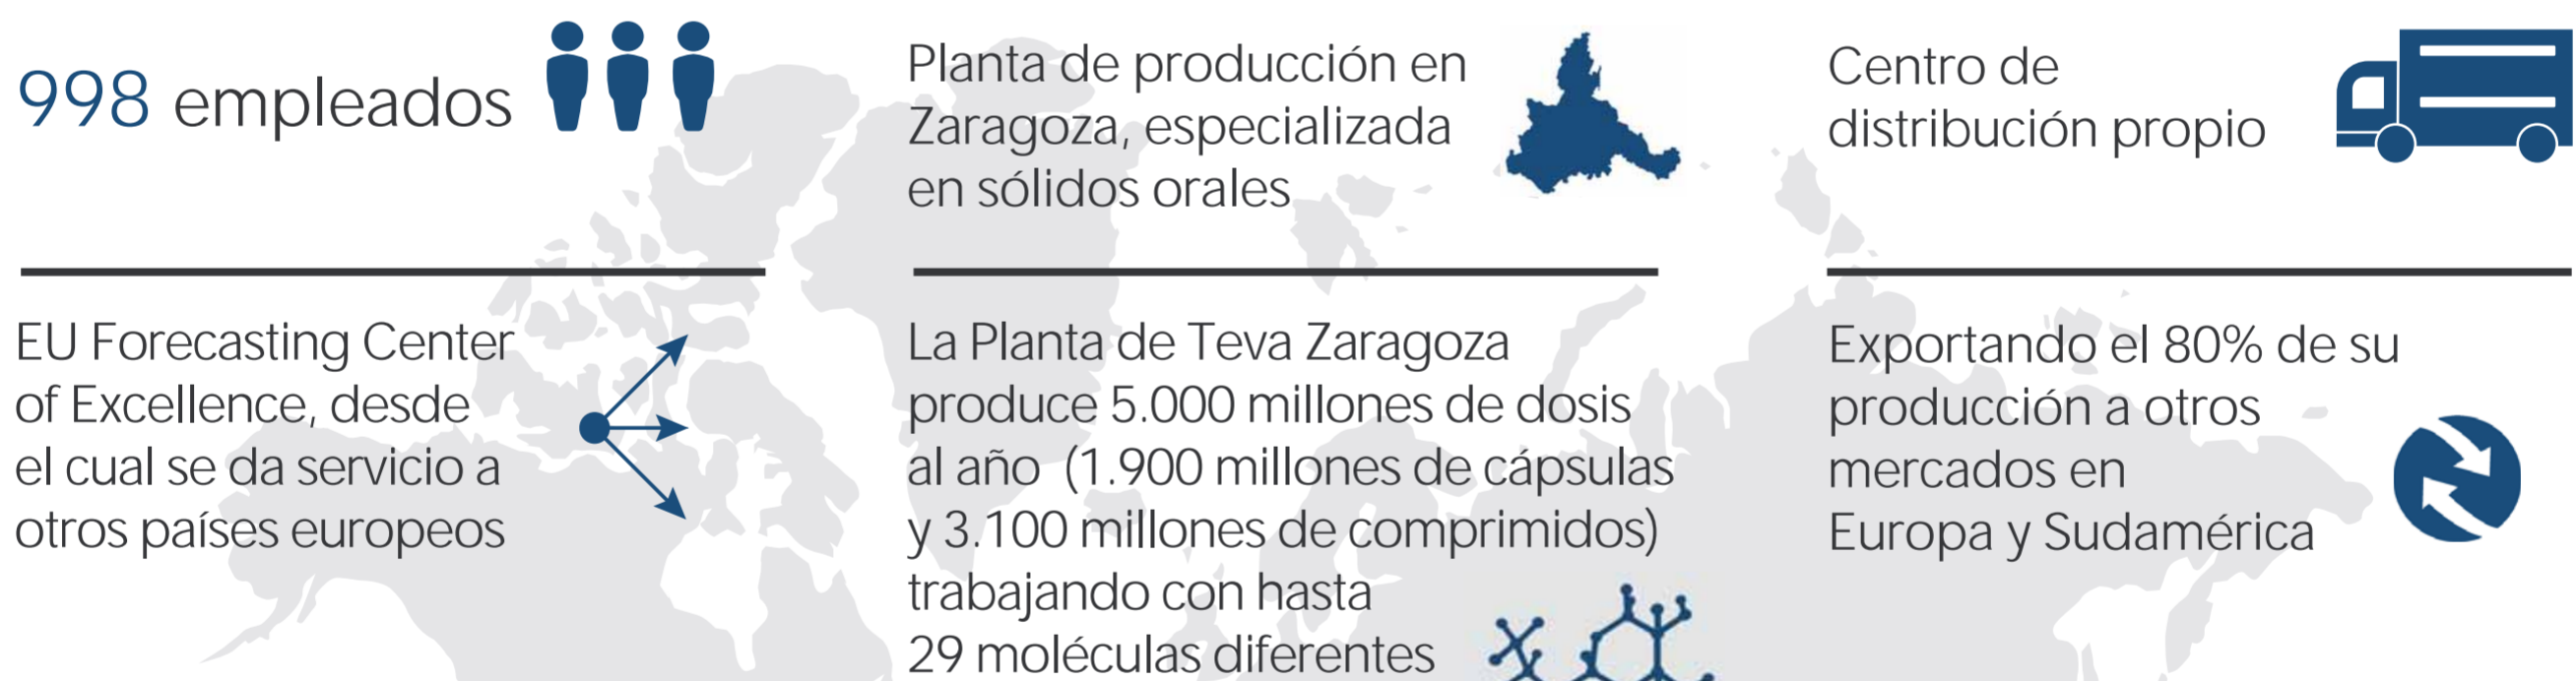 998 empleados
Planta de producción en
Zaragoza, especializada
en sólidos orales
Centro de
distribución propio
EU Forecasting Center
of Excellence, desde
el cual se da servicio a
otros países europeos
La Planta de Teva Zaragoza
produce 5.000 millones de dosis
al año (1.900 millones de cápsulas
y 3.100 millones de comprimidos)
trabajando con hasta
29 moléculas diferentes
Exportando el 80% de su
producción a otros
mercados en
Europa y Sudamérica